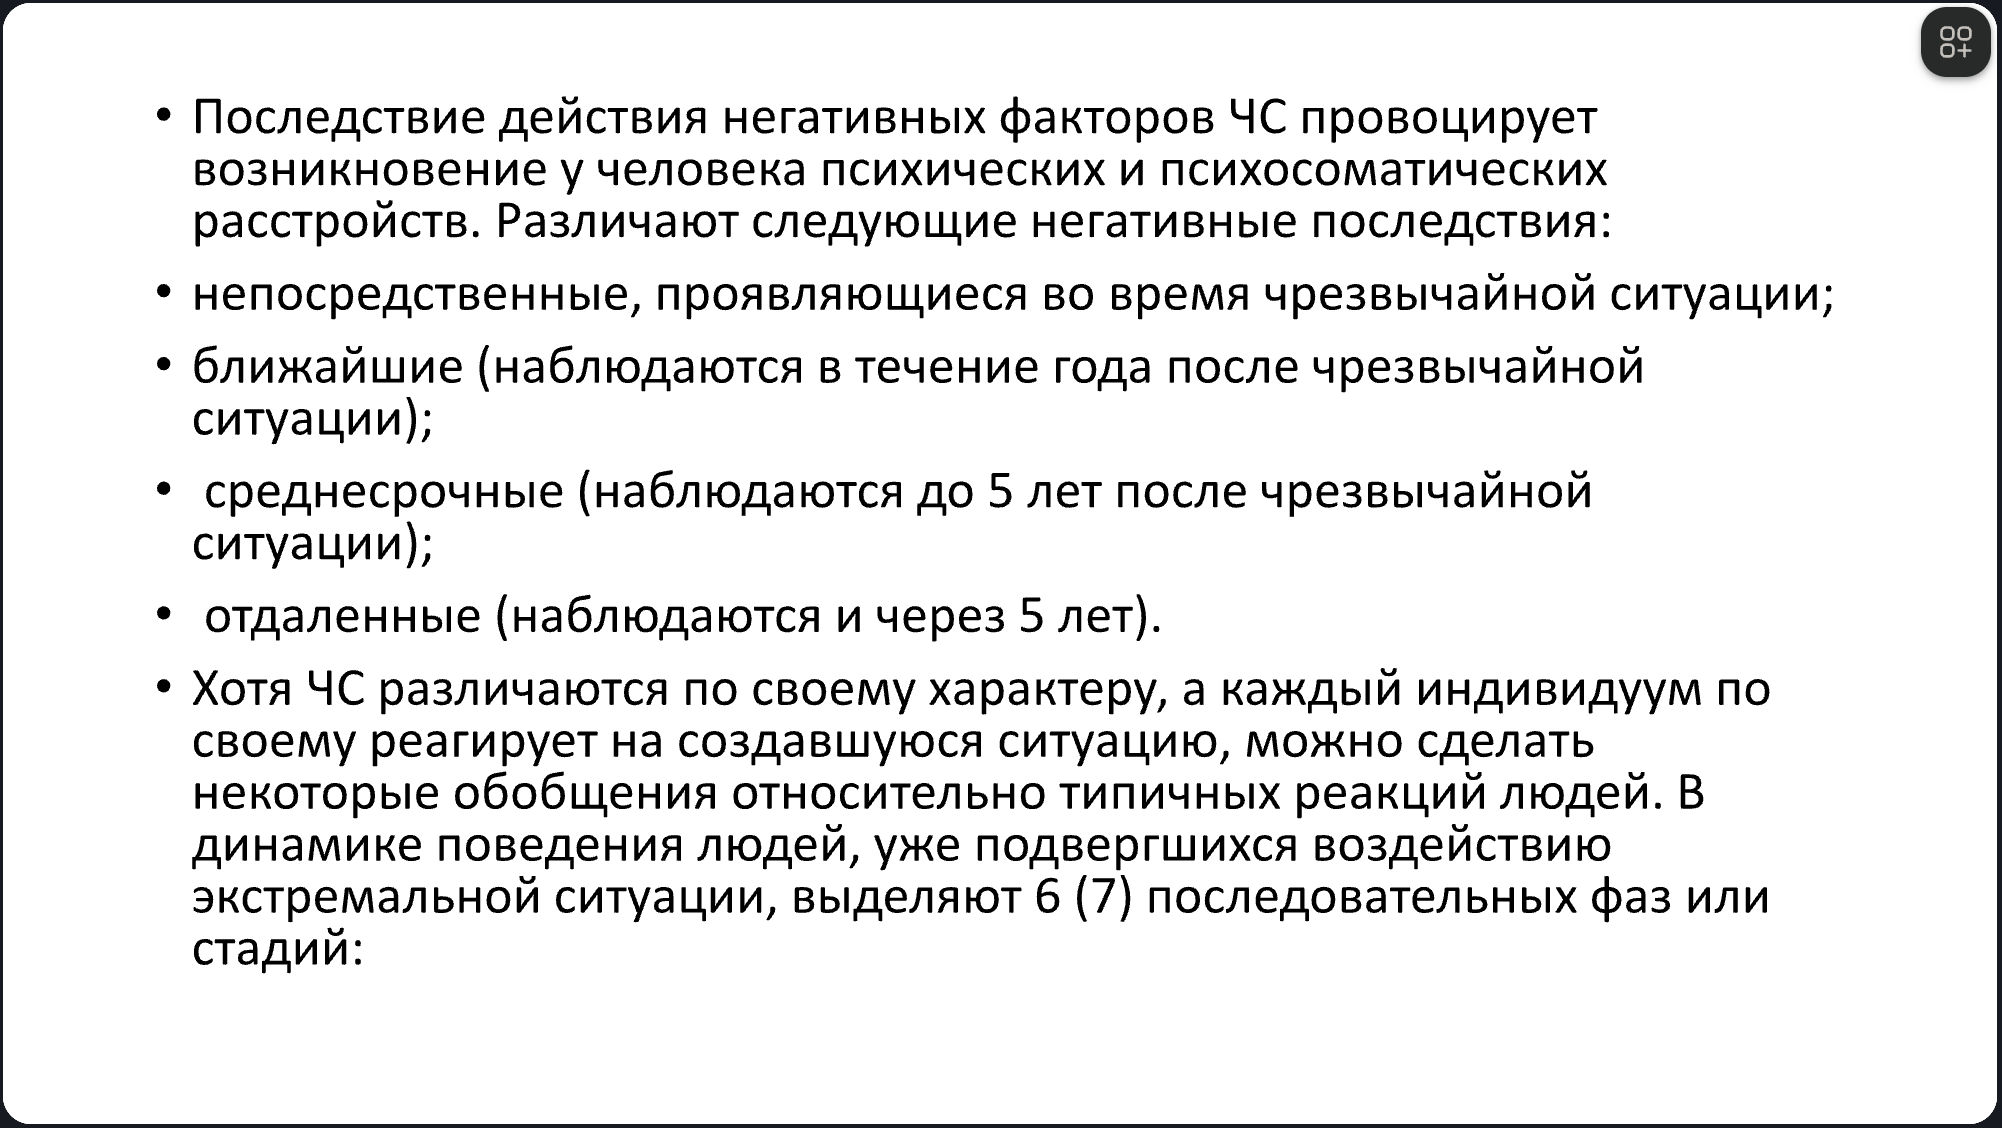 • Последствие действия негативных факторов ЧС провоцирует
возникновение у человека психических и психосоматических
расстройств. Различают следующие негативные последствия:
• непосредственные, проявляющиеся во время чрезвычайной ситуации;
• ближайшие (наблюдаются в течение года после чрезвычайной
ситуации);
• среднесрочные (наблюдаются до 5 лет после чрезвычайной
ситуации);
• отдаленные (наблюдаются и через 5 лет).
• Хотя ЧС различаются по своему характеру, а каждый индивидуум по
своему реагирует на создавшуюся ситуацию, можно сделать
некоторые обобщения относительно типичных реакций людей. В
динамике поведения людей, уже подвергшихся воздействию
экстремальной ситуации, выделяют 6 (7) последовательных фаз или
стадий: